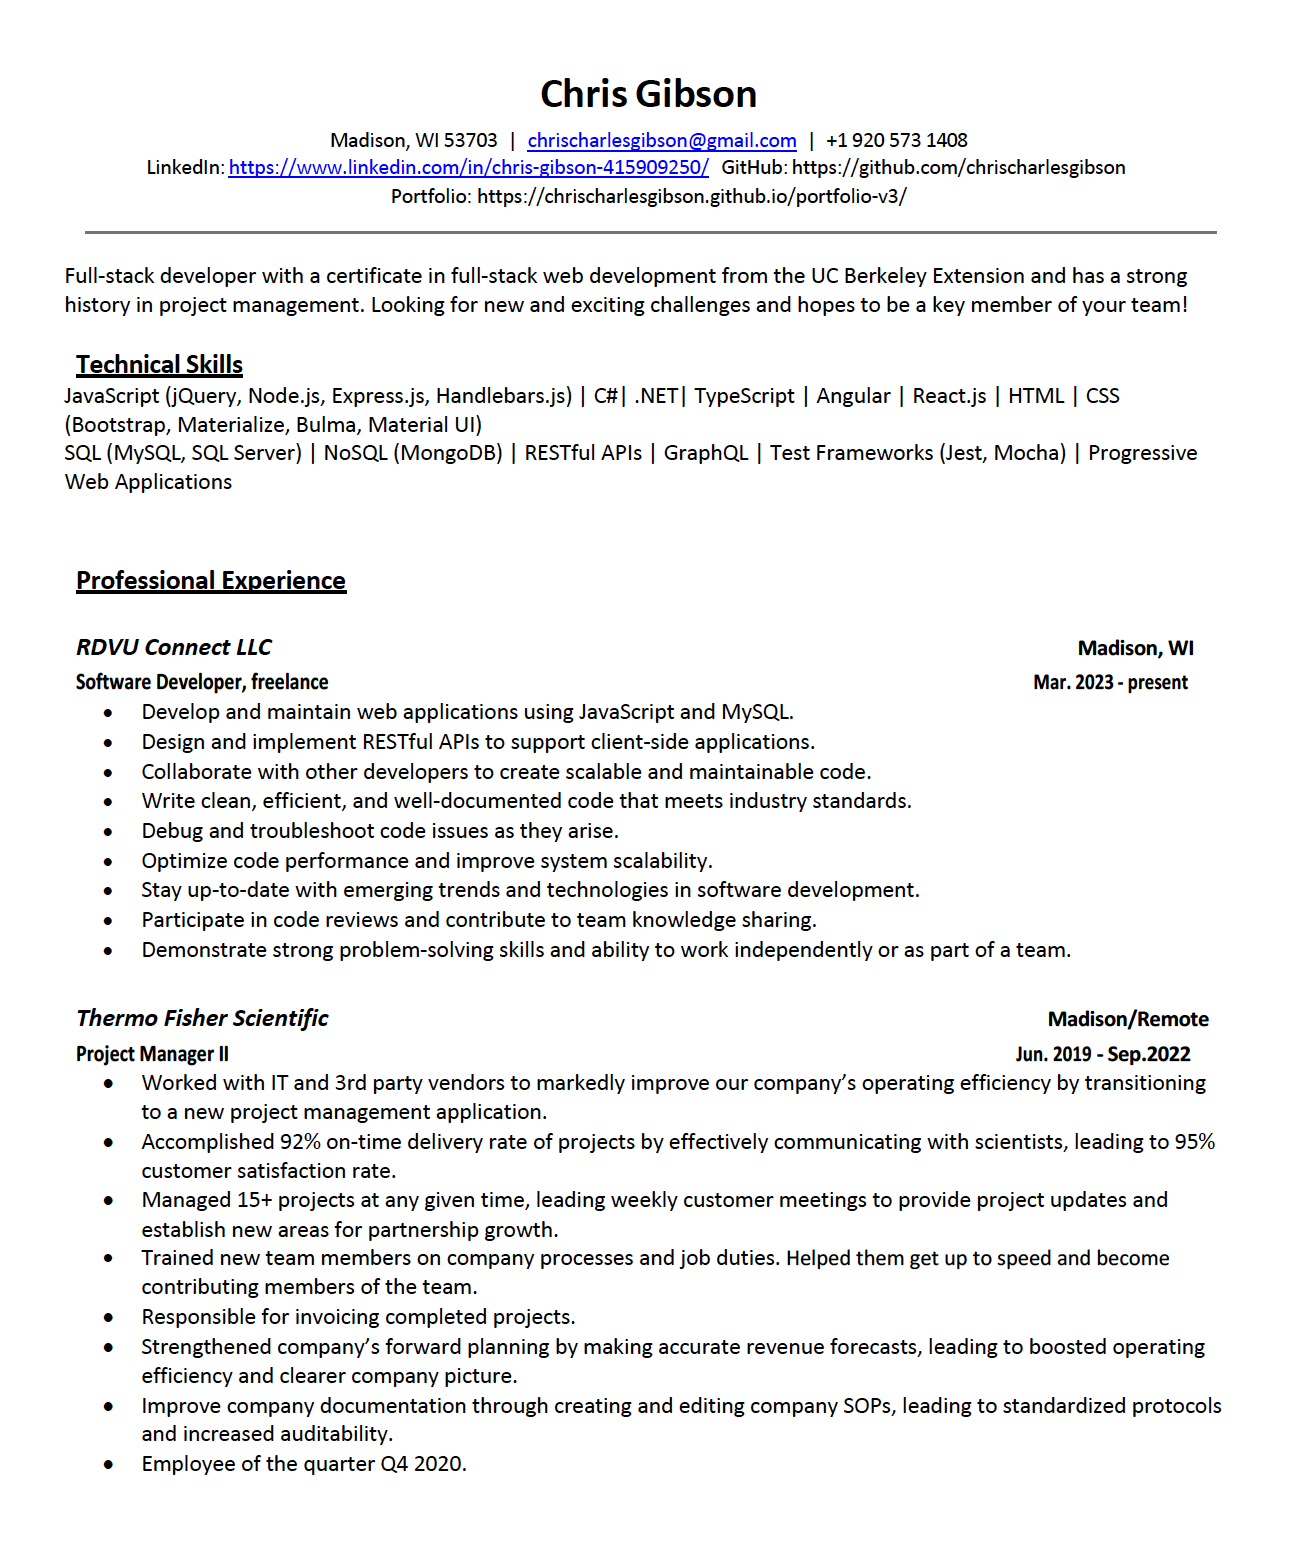 Chris Gibson
Madison, WI 53703 | chrischarlesgibson@gmail.com | +1 920 573 1408
LinkedIn: https://www.linkedin.com/in/chris-gibson-415909250/ GitHub: https://github.com/chrischarlesgibson
Portfolio: https://chrischarlesgibson.github.io/portfolio-v3/
Full-stack developer with a certificate in full-stack web development from the UC Berkeley Extension and has a strong
history in project management. Looking for new and exciting challenges and hopes to be a key member of your team!
Technical Skills
JavaScript (jQuery, Node.js, Express.js, Handlebars.js) | C#| .NET| TypeScript | Angular | React.js | HTML | CSS
(Bootstrap, Materialize, Bulma, Material UI)
SQL (MySQL, SQL Server) | NoSQL (MongoDB) | RESTful APIs | GraphQL | Test Frameworks (Jest, Mocha) | Progressive
Web Applications
Professional Experience
RDVU Connect LLC Madison, WI
Software Developer, freelance Mar. 2023 - present
• Develop and maintain web applications using JavaScript and MySQL.
• Design and implement RESTful APIs to support client-side applications.
• Collaborate with other developers to create scalable and maintainable code.
• Write clean, efficient, and well-documented code that meets industry standards.
• Debug and troubleshoot code issues as they arise.
• Optimize code performance and improve system scalability.
• Stay up-to-date with emerging trends and technologies in software development.
• Participate in code reviews and contribute to team knowledge sharing.
• Demonstrate strong problem-solving skills and ability to work independently or as part of a team.
Thermo Fisher Scientific Madison/Remote
Project Manager II Jun. 2019 - Sep.2022
• Worked with IT and 3rd party vendors to markedly improve our company’s operating efficiency by transitioning
to a new project management application.
• Accomplished 92% on-time delivery rate of projects by effectively communicating with scientists, leading to 95%
customer satisfaction rate.
• Managed 15+ projects at any given time, leading weekly customer meetings to provide project updates and
establish new areas for partnership growth.
• Trained new team members on company processes and job duties. Helped them get up to speed and become
contributing members of the team.
• Responsible for invoicing completed projects.
• Strengthened company’s forward planning by making accurate revenue forecasts, leading to boosted operating
efficiency and clearer company picture.
• Improve company documentation through creating and editing company SOPs, leading to standardized protocols
and increased auditability.
• Employee of the quarter Q4 2020.